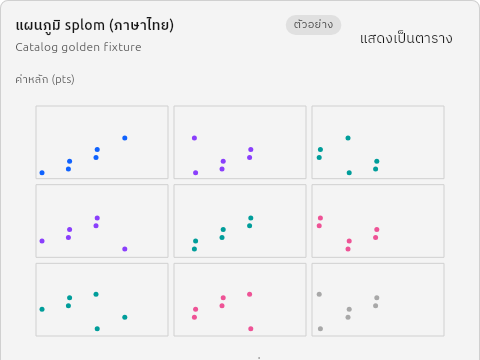 แผนภูมิ splom (ภาษาไทย)
ตัวอย่าง
แสดงเป็นตาราง
Catalog golden fixture
ค่าหลัก (pts)